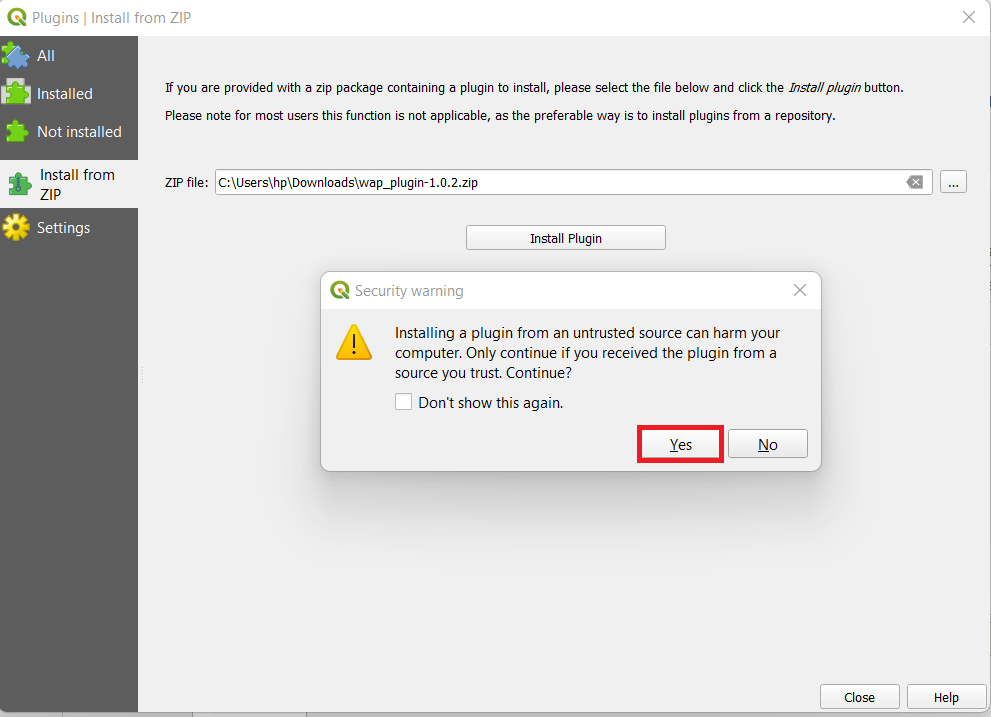 Plugins | Install from ZIP
All
Installed
Not installed
Install from
ZIP
Settings
If you are provided with a zip package containing a plugin to install, please select the file below and click the Install plugin button.
Please note for most users this function is not applicable, as the preferable way is to install plugins from a repository.
ZIP file: C:\Users\hp\Downloads\wap_plugin-1.0.2.zip ...
Install Plugin
Security warning
Installing a plugin from an untrusted source can harm your
computer. Only continue if you received the plugin from a
source you trust. Continue?
Don't show this again.
Yes No
Close Help